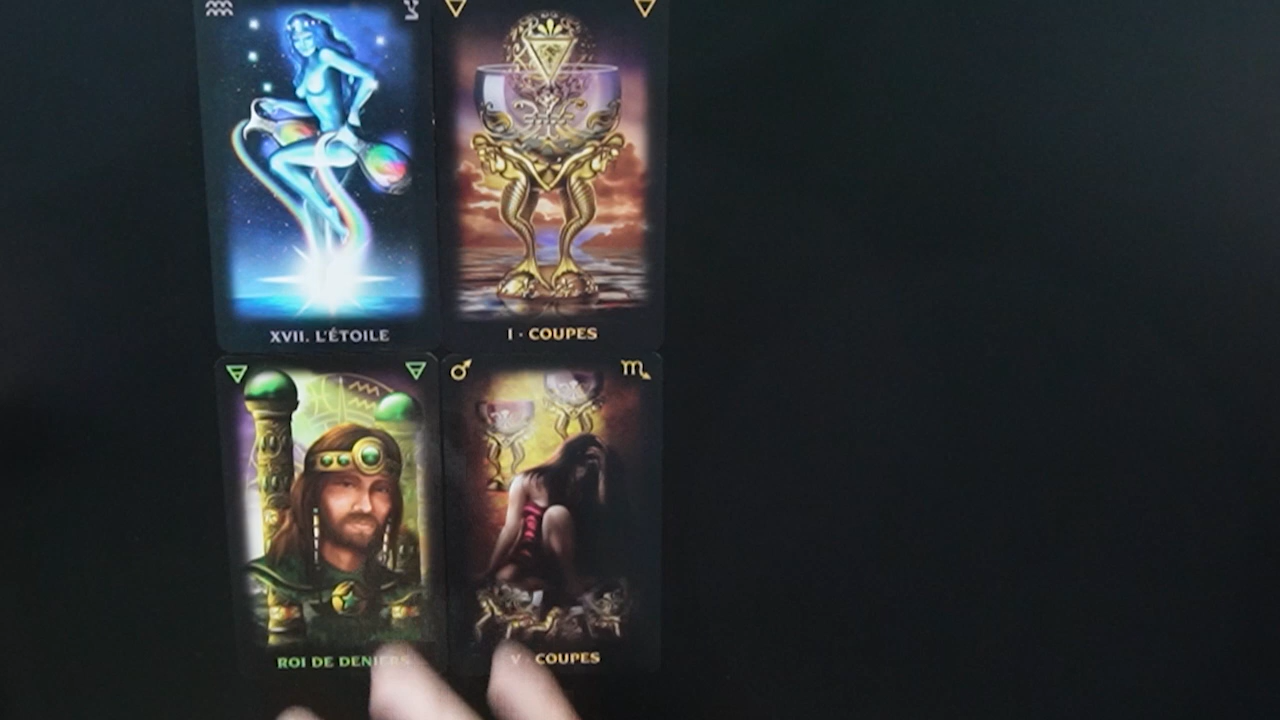 XVII. L'ÉTOILE
I · COUPES
ROI DE DENIERS
V · COUPES